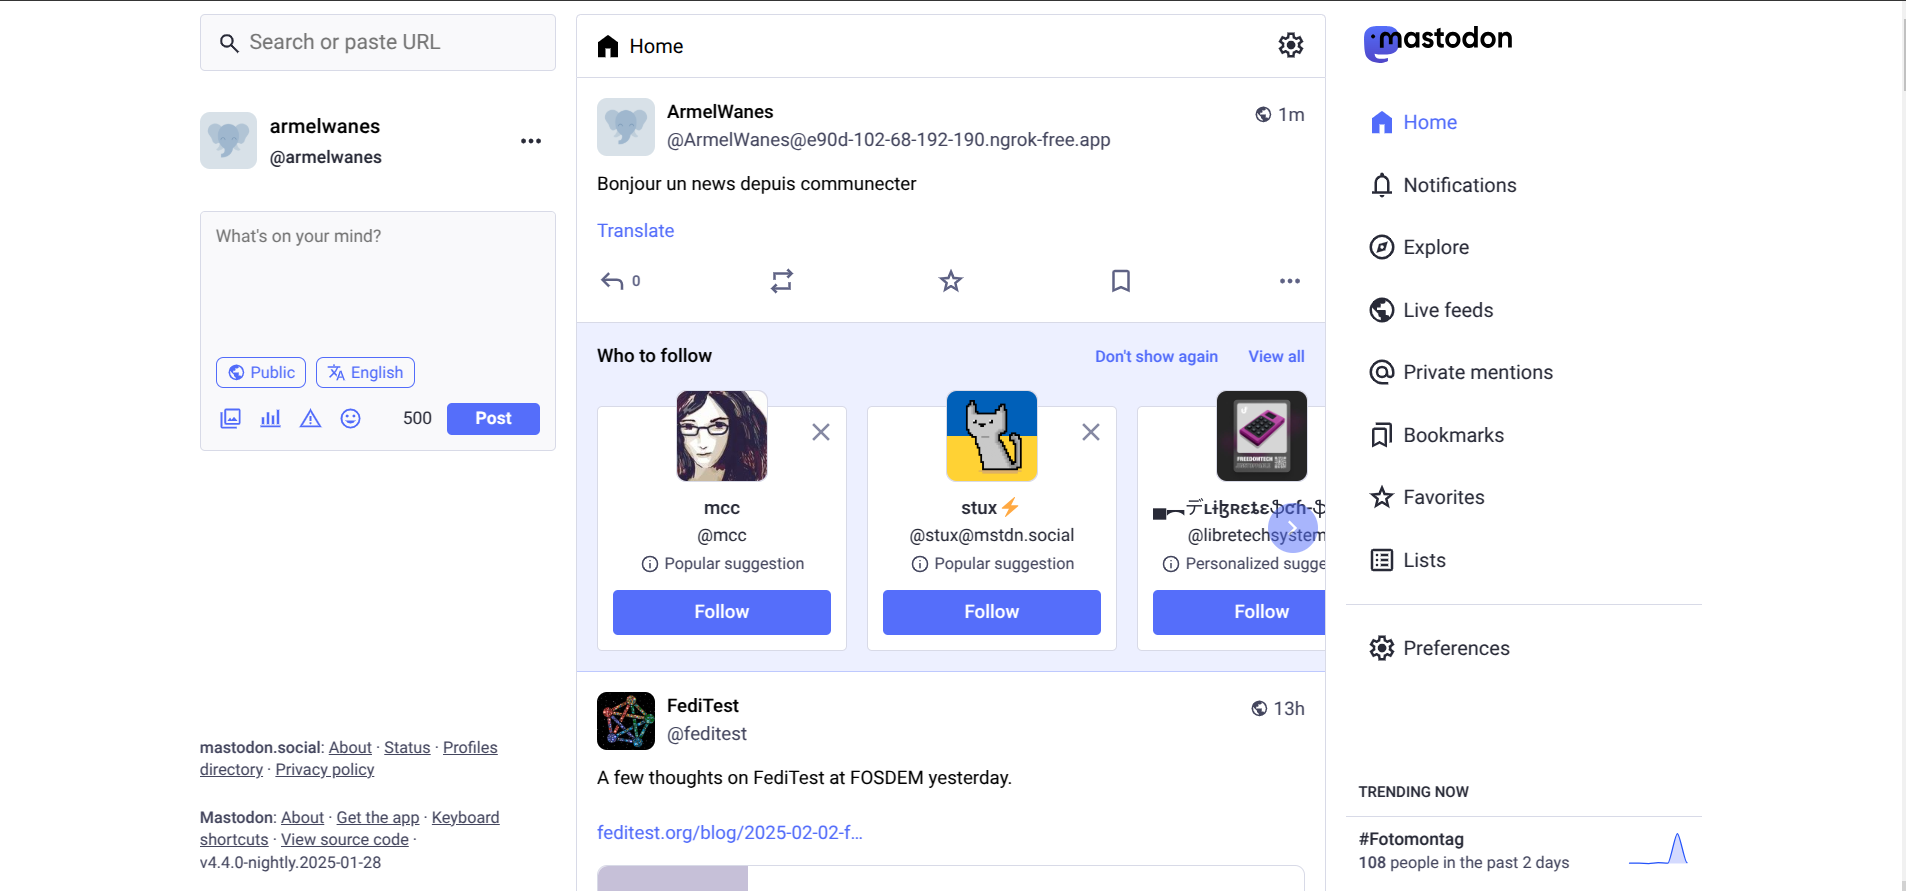 Search or paste URL
armelwanes
@armelwanes
What's on your mind?
Public
English
500
Post
mastodon.social: About · Status · Profiles
directory · Privacy policy
Mastodon: About · Get the app · Keyboard
shortcuts · View source code ·
v4.4.0-nightly.2025-01-28
Home
ArmelWanes
1m
@ArmelWanes@e90d-102-68-192-190.ngrok-free.app
Bonjour un news depuis communecter
Translate
0
Who to follow
Don't show again
View all
mcc
@mcc
Popular suggestion
Follow
stux⚡
@stux@mstdn.social
Popular suggestion
Follow
FREEDOMTECH
@libretechsystem
Personalized sugge
Follow
FediTest
13h
@feditest
A few thoughts on FediTest at FOSDEM yesterday.
feditest.org/blog/2025-02-02-f...
mastodon
Home
Notifications
Explore
Live feeds
Private mentions
Bookmarks
Favorites
Lists
Preferences
TRENDING NOW
#Fotomontag
108 people in the past 2 days